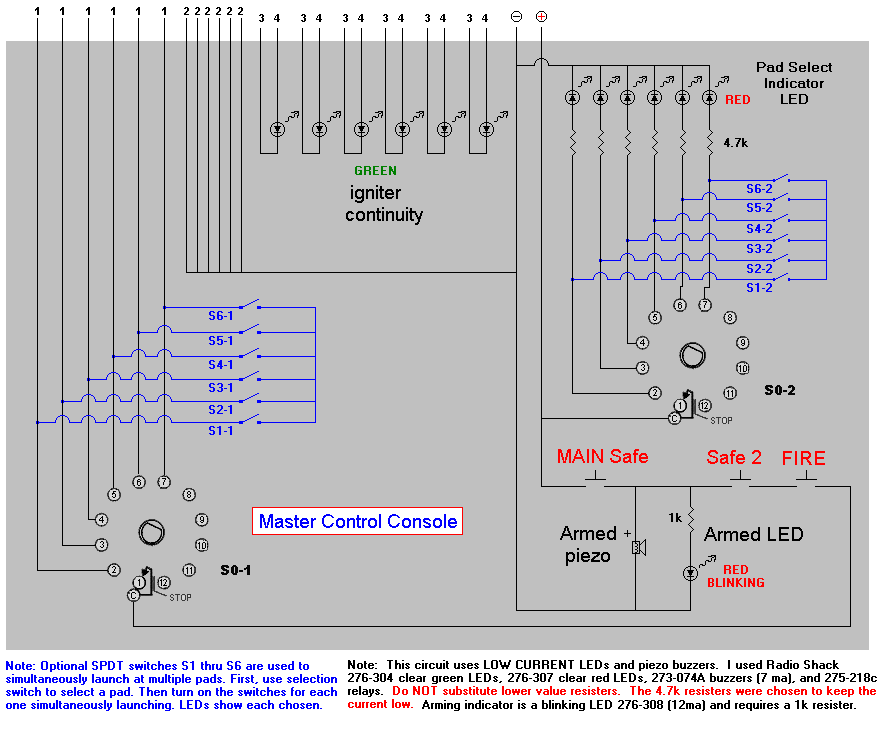 1 1 1 1 1 1 2 2 2 2 2 2 3 4 3 4 3 4 3 4 3 4 3 4 − +
Pad Select
Indicator
LED
RED
4.7k
GREEN
igniter
continuity
S6-2
S5-2
S4-2
S3-2
S2-2
S1-2
S6-1
S5-1
S4-1
S3-1
S2-1
S1-1
5 6 7 8
4 9
3 10
2 11
1 12
C STOP
S0-2
MAIN Safe Safe 2 FIRE
Master Control Console
1k
Armed +
piezo
Armed LED
RED
BLINKING
5 6 7 8
4 9
3 10
2 11
1 12
C STOP
S0-1
Note: Optional SPDT switches S1 thru S6 are used to
simultaneously launch at multiple pads. First, use selection
switch to select a pad. Then turn on the switches for each
one simultaneously launching. LEDs show each chosen.
Note: This circuit uses LOW CURRENT LEDs and piezo buzzers. I used Radio Shack
276-304 clear green LEDs, 276-307 clear red LEDs, 273-074A buzzers (7 ma), and 275-218c
relays. Do NOT substitute lower value resisters. The 4.7k resisters were chosen to keep the
current low. Arming indicator is a blinking LED 276-308 (12ma) and requires a 1k resister.